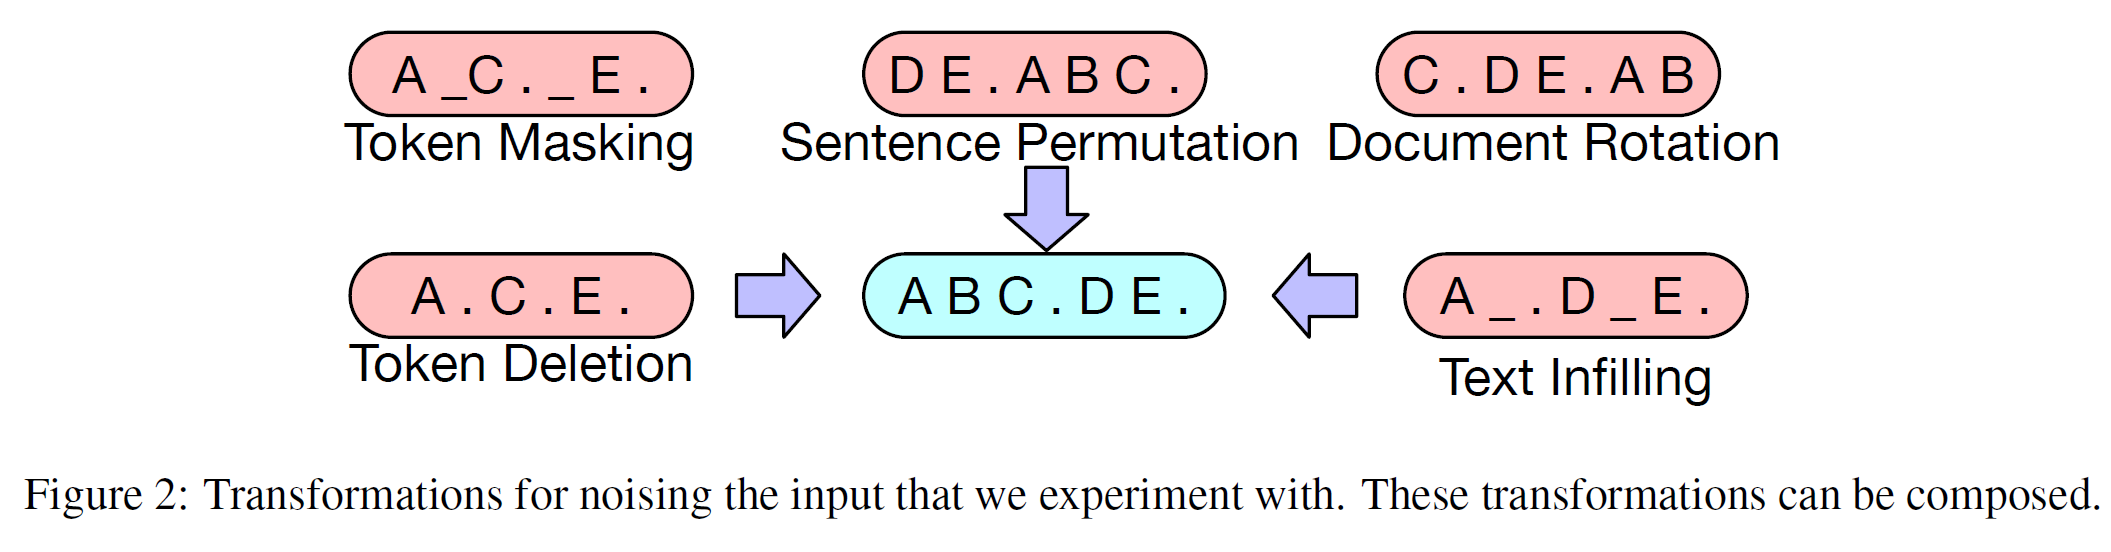 A _C . _ E .
D E . A B C .
C . D E . A B
Token Masking
Sentence Permutation
Document Rotation
A . C . E .
A B C . D E .
A _ . D _ E .
Token Deletion
Text Infilling
Figure 2: Transformations for noising the input that we experiment with. These transformations can be composed.